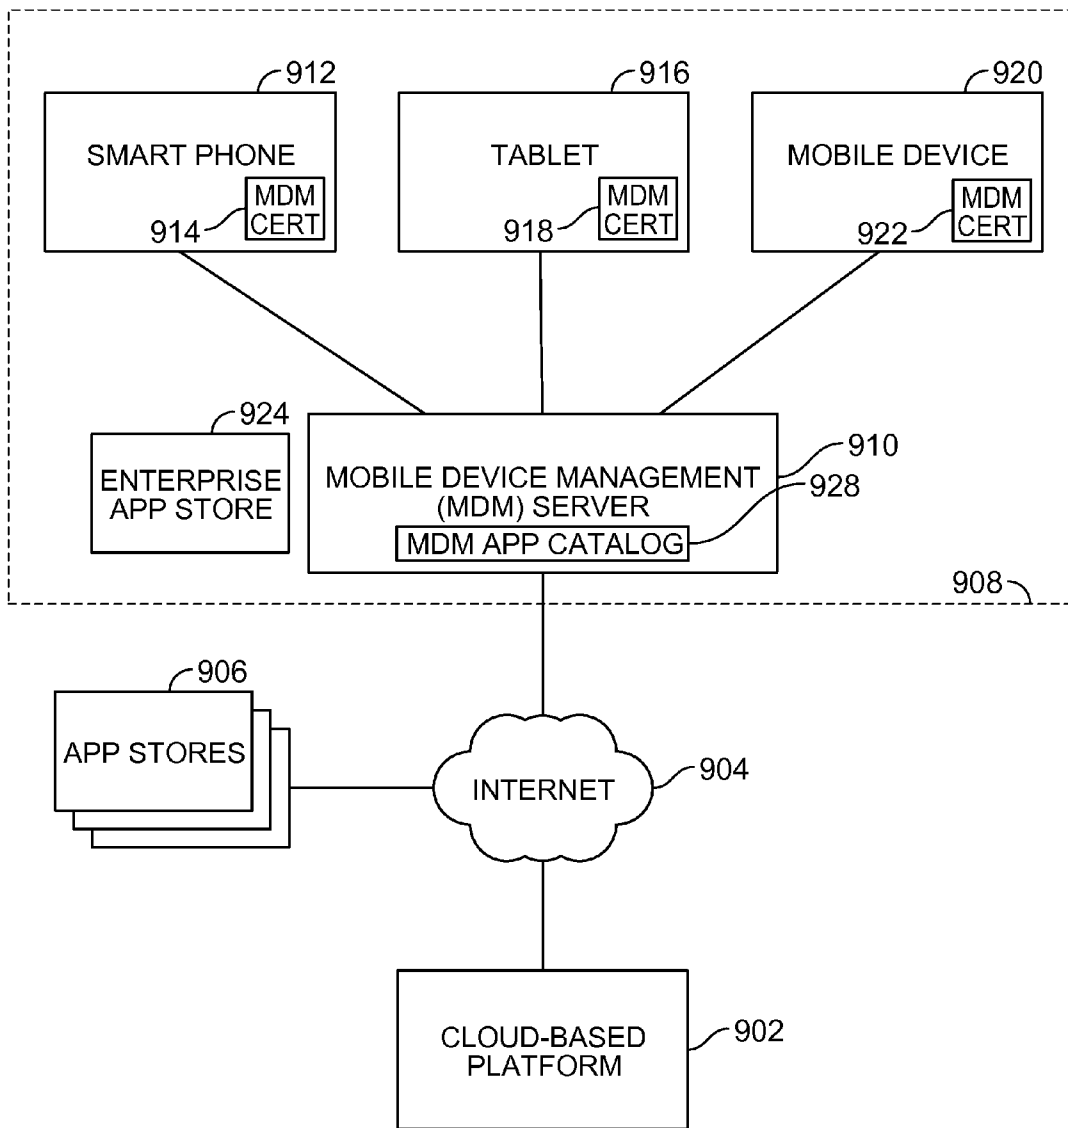 912
SMART PHONE
MDM
CERT
914
916
TABLET
MDM
CERT
918
920
MOBILE DEVICE
MDM
CERT
922
924
ENTERPRISE
APP STORE
MOBILE DEVICE MANAGEMENT
(MDM) SERVER
910
928
MDM APP CATALOG
908
906
APP STORES
INTERNET
904
CLOUD-BASED
PLATFORM
902